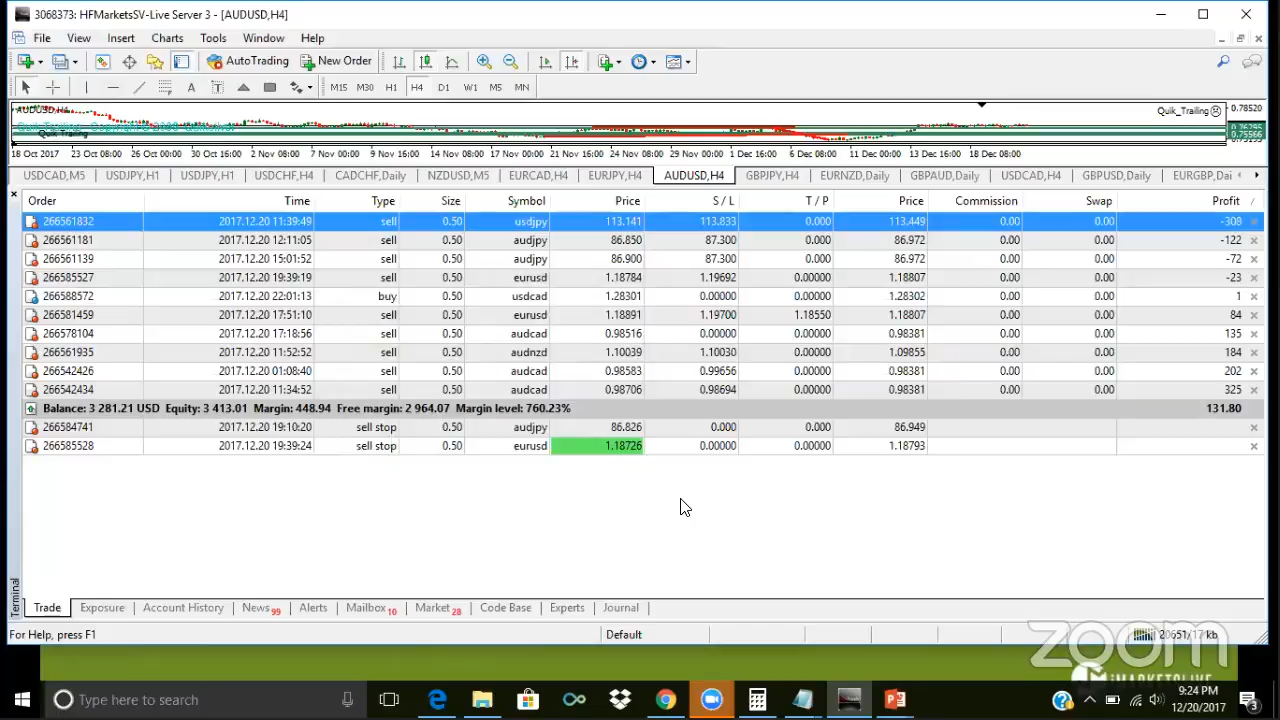 3068373: HFMarketsSV-Live Server 3 - [AUDUSD,H4]
File View Insert Charts Tools Window Help
AutoTrading New Order
A T M15 M30 H1 H4 D1 W1 M5 MN
AUDUSD,H4 Quik_Trailing 0.78520
Quik_Trailing 0.76295
0.75566
18 Oct 2017 23 Oct 08:00 26 Oct 00:00 30 Oct 16:00 2 Nov 08:00 7 Nov 00:00 9 Nov 16:00 14 Nov 08:00 17 Nov 00:00 21 Nov 16:00 24 Nov 08:00 29 Nov 00:00 1 Dec 16:00 6 Dec 08:00 11 Dec 00:00 13 Dec 16:00 18 Dec 08:00
USDCAD,M5 USDJPY,H1 USDJPY,H1 USDCHF,H4 CADCHF,Daily NZDUSD,M5 EURCAD,H4 EURJPY,H4 AUDUSD,H4 GBPJPY,H4 EURNZD,Daily GBPAUD,Daily USDCAD,H4 GBPUSD,Daily EURGBP,Dai
Order Time Type Size Symbol Price S / L T / P Price Commission Swap Profit /
266561832 2017.12.20 11:39:49 sell 0.50 usdjpy 113.141 113.833 0.000 113.449 0.00 0.00 -308
266561181 2017.12.20 12:11:05 sell 0.50 audjpy 86.850 87.300 0.000 86.972 0.00 0.00 -122
266561139 2017.12.20 15:01:52 sell 0.50 audjpy 86.900 87.300 0.000 86.972 0.00 0.00 -72
266585527 2017.12.20 19:39:19 sell 0.50 eurusd 1.18784 1.19692 0.00000 1.18807 0.00 0.00 -23
266588572 2017.12.20 22:01:13 buy 0.50 usdcad 1.28301 0.00000 0.00000 1.28302 0.00 0.00 1
266581459 2017.12.20 17:51:10 sell 0.50 eurusd 1.18891 1.19700 1.18550 1.18807 0.00 0.00 84
266578104 2017.12.20 17:18:56 sell 0.50 audcad 0.98516 0.00000 0.00000 0.98381 0.00 0.00 135
266561935 2017.12.20 11:52:52 sell 0.50 audnzd 1.10039 1.10030 0.00000 1.09855 0.00 0.00 184
266542426 2017.12.20 01:08:40 sell 0.50 audcad 0.98583 0.99656 0.00000 0.98381 0.00 0.00 202
266542434 2017.12.20 11:34:52 sell 0.50 audcad 0.98706 0.98694 0.00000 0.98381 0.00 0.00 325
Balance: 3 281.21 USD Equity: 3 413.01 Margin: 448.94 Free margin: 2 964.07 Margin level: 760.23% 131.80
266584741 2017.12.20 19:10:20 sell stop 0.50 audjpy 86.826 0.000 0.000 86.949
266585528 2017.12.20 19:39:24 sell stop 0.50 eurusd 1.18726 0.00000 0.00000 1.18793
Terminal
Trade Exposure Account History News 99 Alerts Mailbox 10 Market 28 Code Base Experts Journal
For Help, press F1 Default 20651/17 kb
zoom
iMARKETSLIVE
Type here to search 9:24 PM
12/20/2017 3